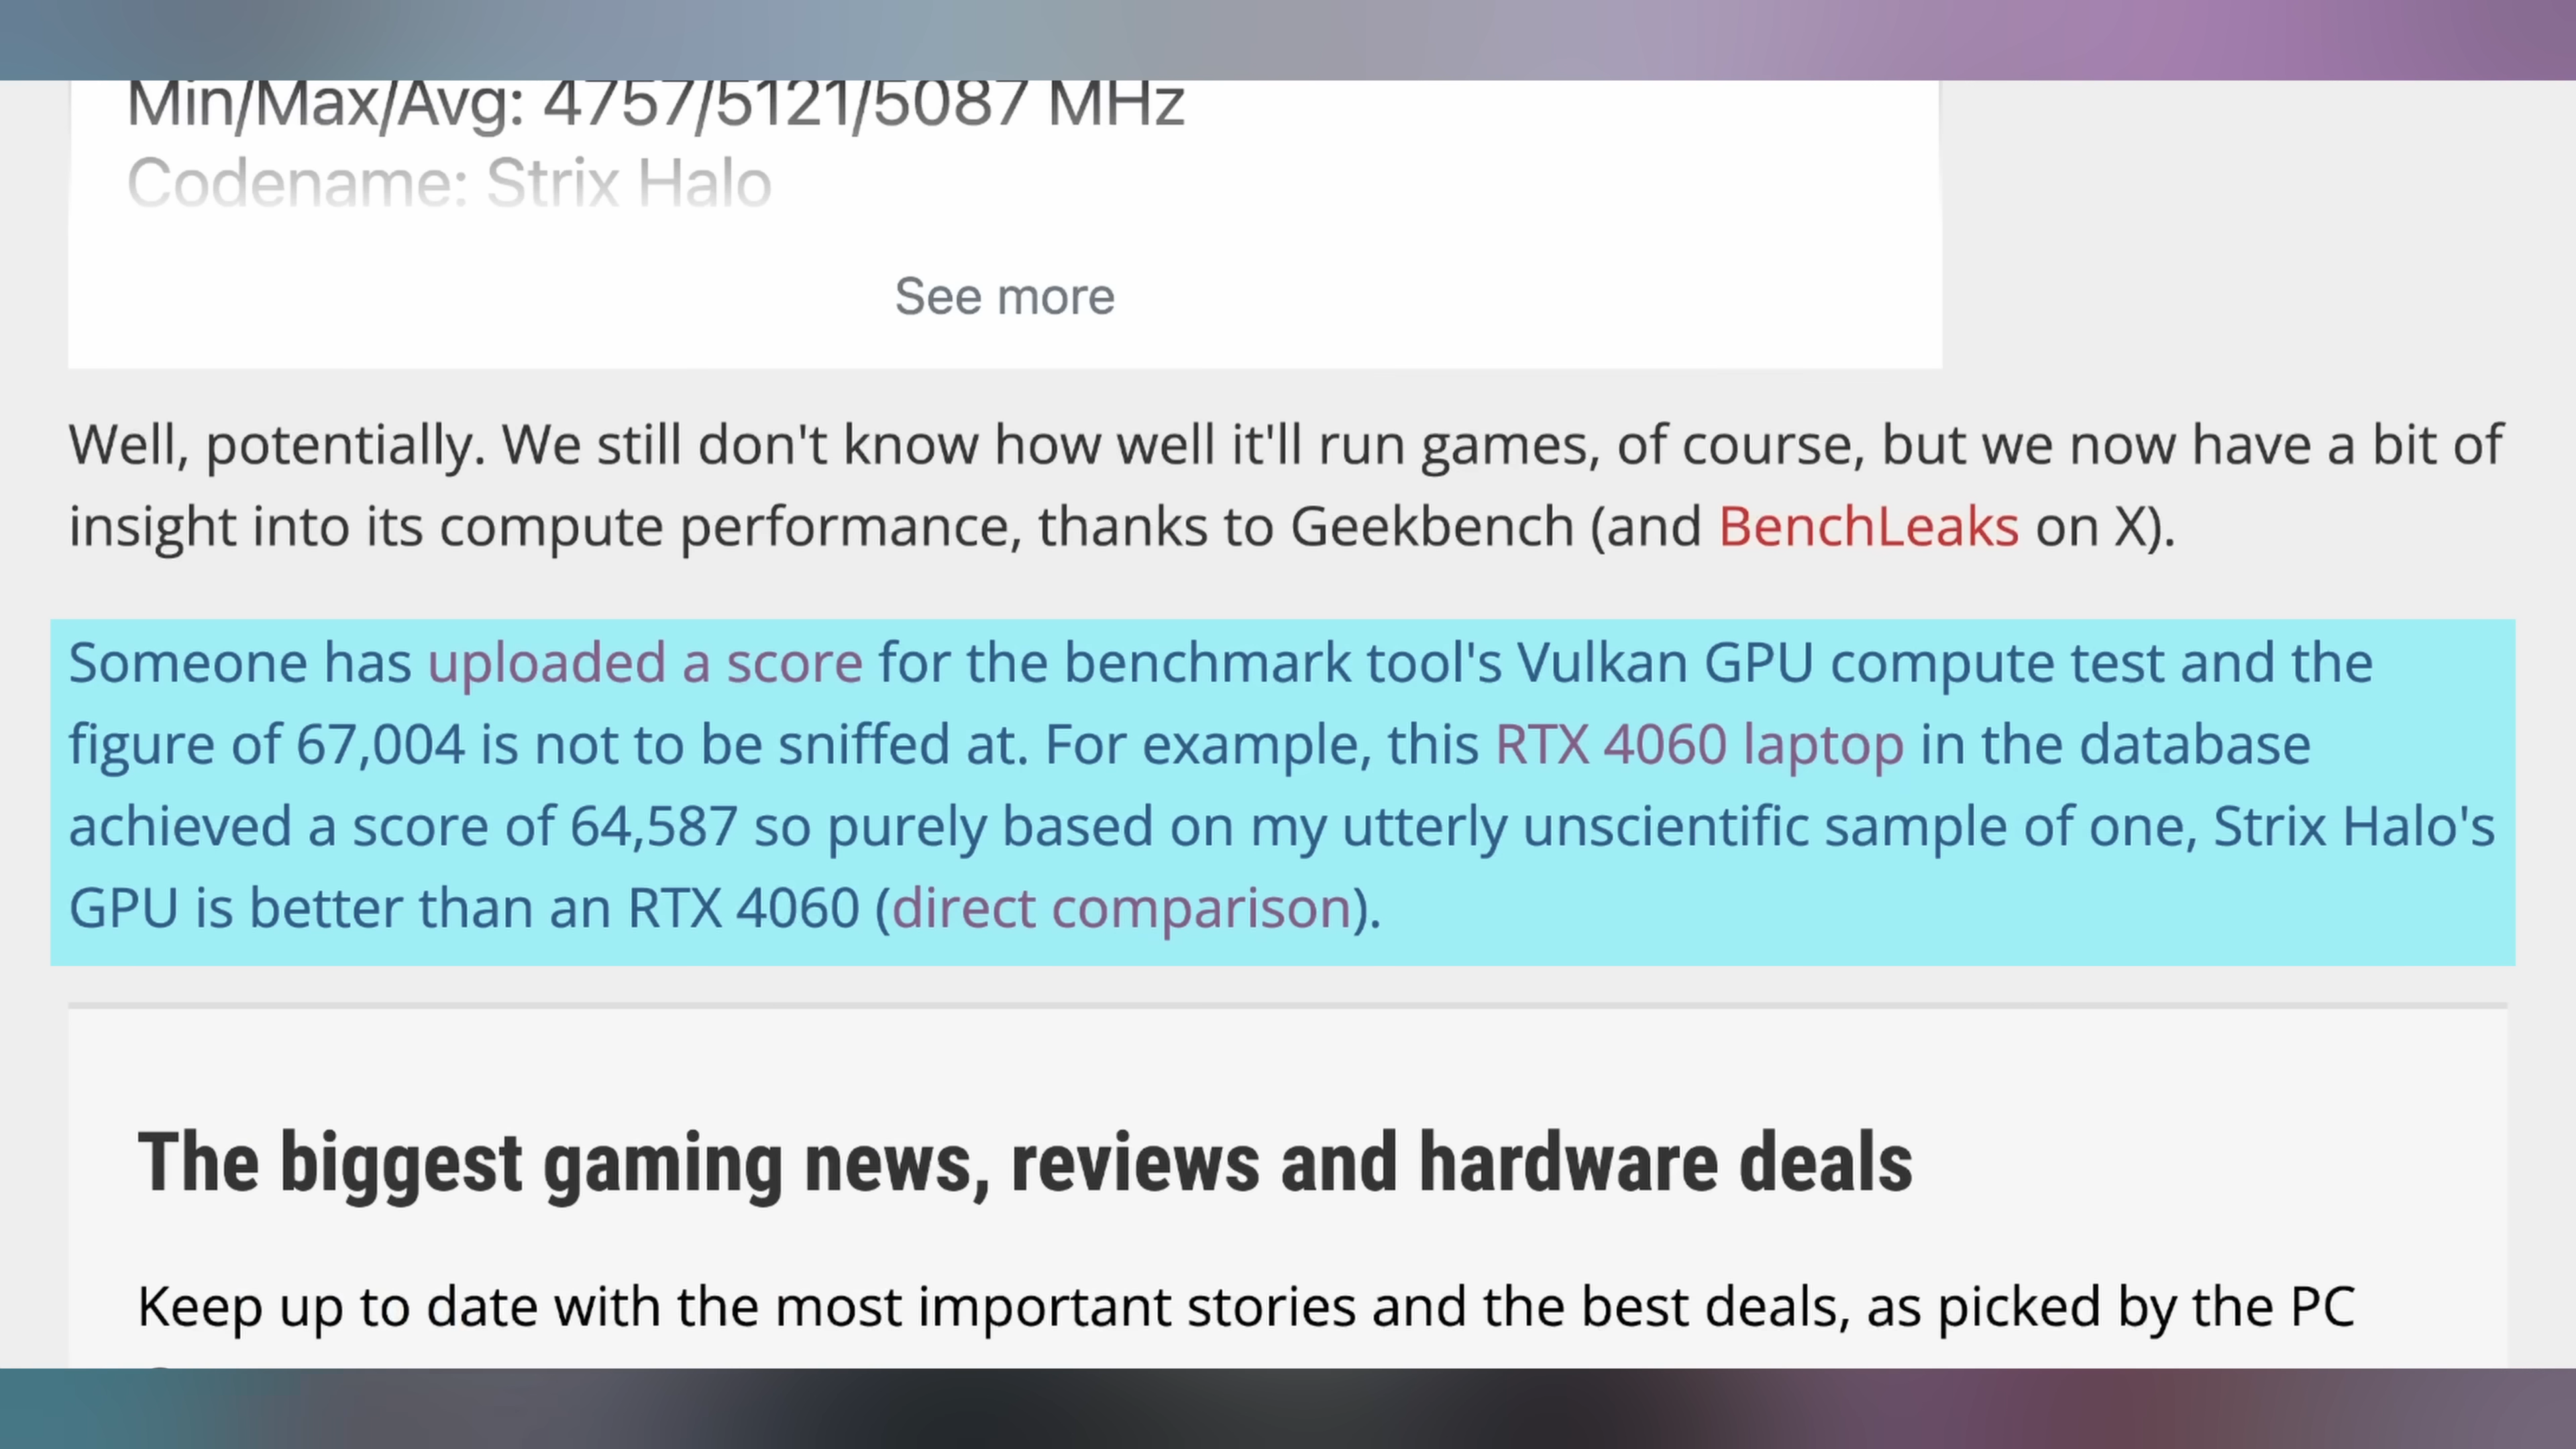 Min/Max/Avg: 4757/5121/5087 MHz
Codename: Strix Halo
See more
Well, potentially. We still don't know how well it'll run games, of course, but we now have a bit of
insight into its compute performance, thanks to Geekbench (and BenchLeaks on X).
Someone has uploaded a score for the benchmark tool's Vulkan GPU compute test and the
figure of 67,004 is not to be sniffed at. For example, this RTX 4060 laptop in the database
achieved a score of 64,587 so purely based on my utterly unscientific sample of one, Strix Halo's
GPU is better than an RTX 4060 (direct comparison).
The biggest gaming news, reviews and hardware deals
Keep up to date with the most important stories and the best deals, as picked by the PC